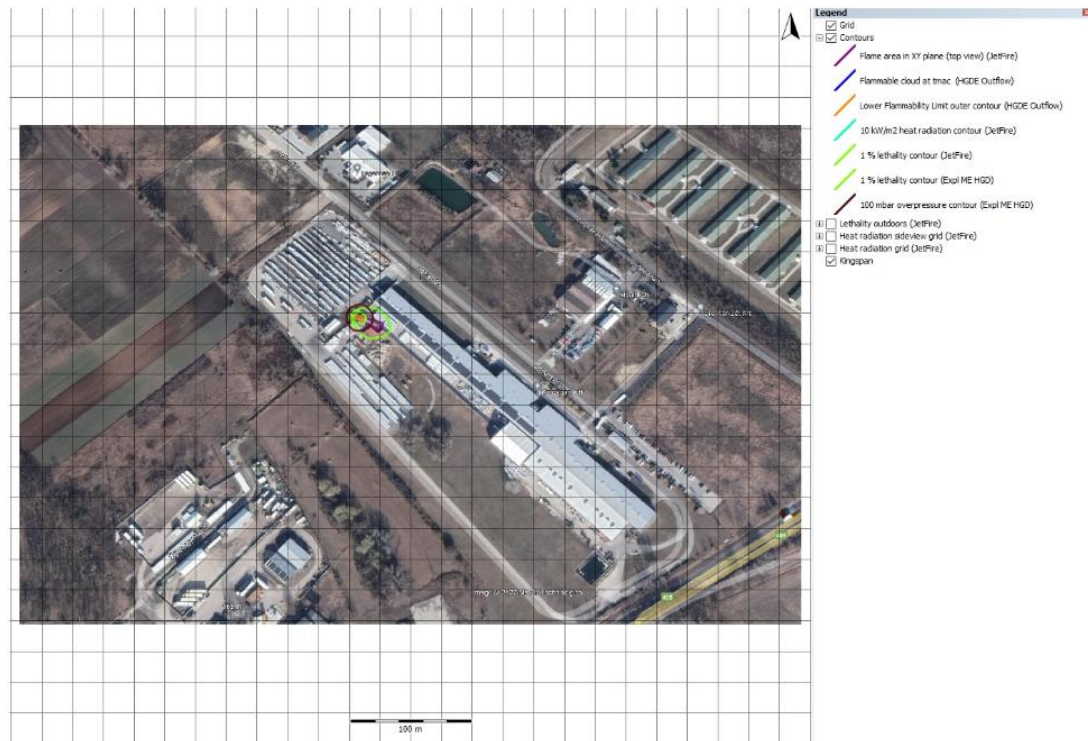 Legend
Grid
Contours
Flame area in XY plane (top view) (JetFire)
Flammable cloud at tmac (HGDE Outflow)
Lower Flammability Limit outer contour (HGDE Outflow)
10 kW/m2 heat radiation contour (JetFire)
1 % lethality contour (JetFire)
1 % lethality contour (Expl ME HGD)
100 mbar overpressure contour (Expl ME HGD)
Lethality outdoors (JetFire)
Heat radiation sideview grid (JetFire)
Heat radiation grid (JetFire)
Kingspan
100 m